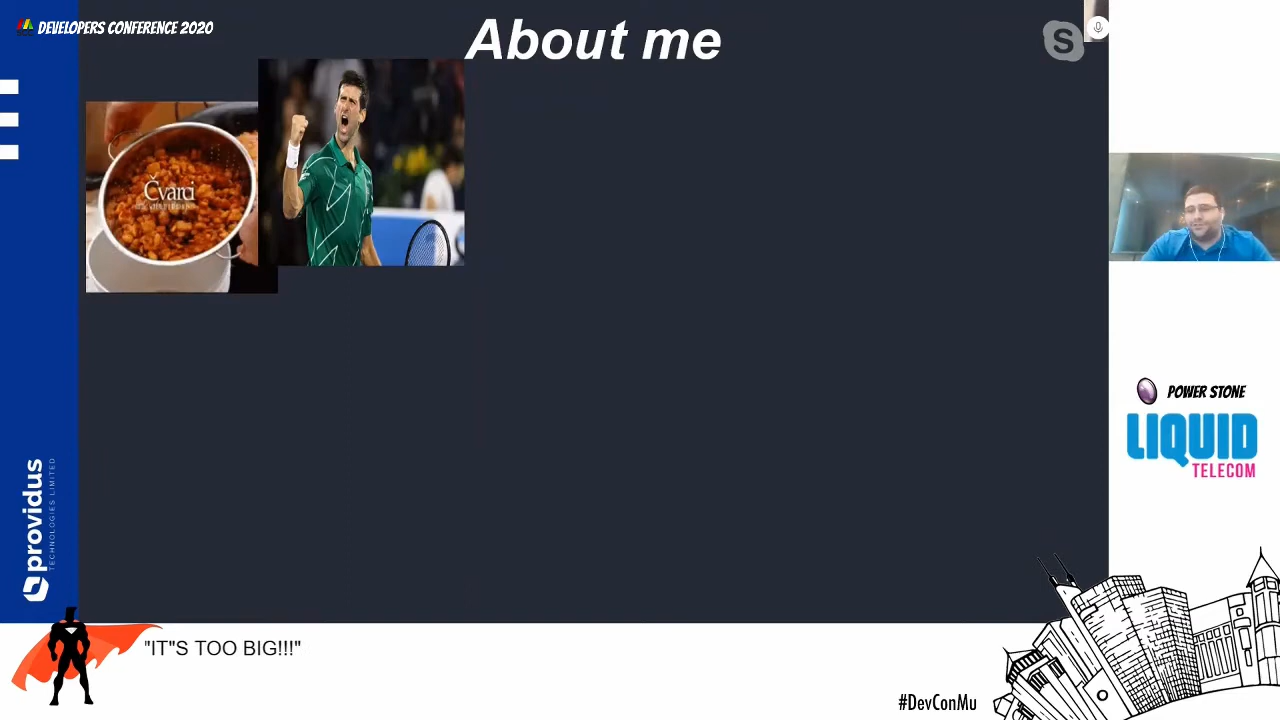 DEVELOPERS CONFERENCE 2020
About me
S
Čvarci
POWER STONE
LIQUID
TELECOM
providus
TECHNOLOGIES LIMITED
"IT"S TOO BIG!!!"
#DevConMu